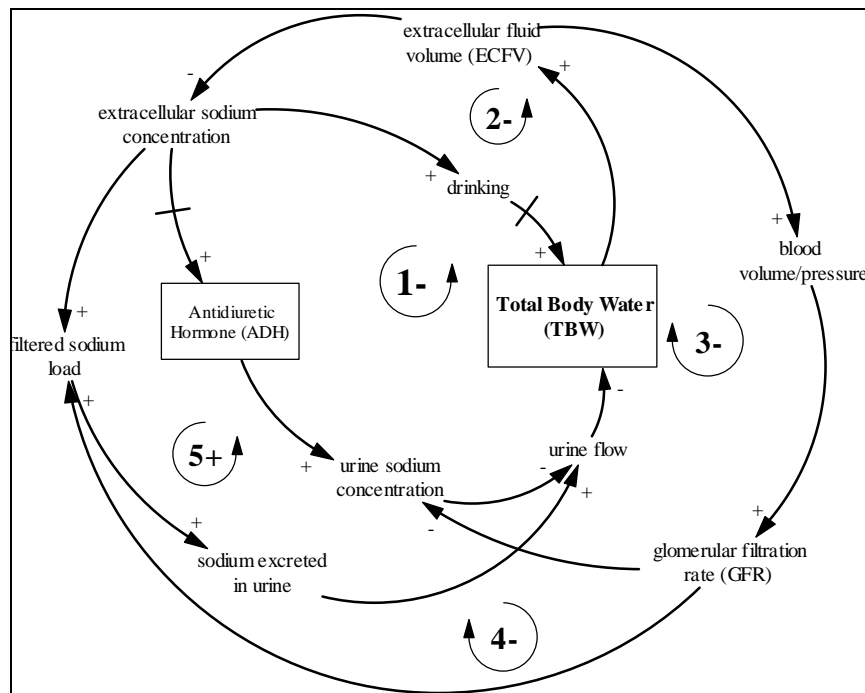 extracellular fluid
volume (ECFV)
-
+
2-
extracellular sodium
concentration
+
drinking
+
+
blood
volume/pressure
+
1-
Antidiuretic
Hormone (ADH)
Total Body Water
(TBW)
3-
+
filtered sodium
load
+
-
5+
+
urine sodium
concentration
-
urine flow
+
-
+
sodium excreted
in urine
+
glomerular filtration
rate (GFR)
4-